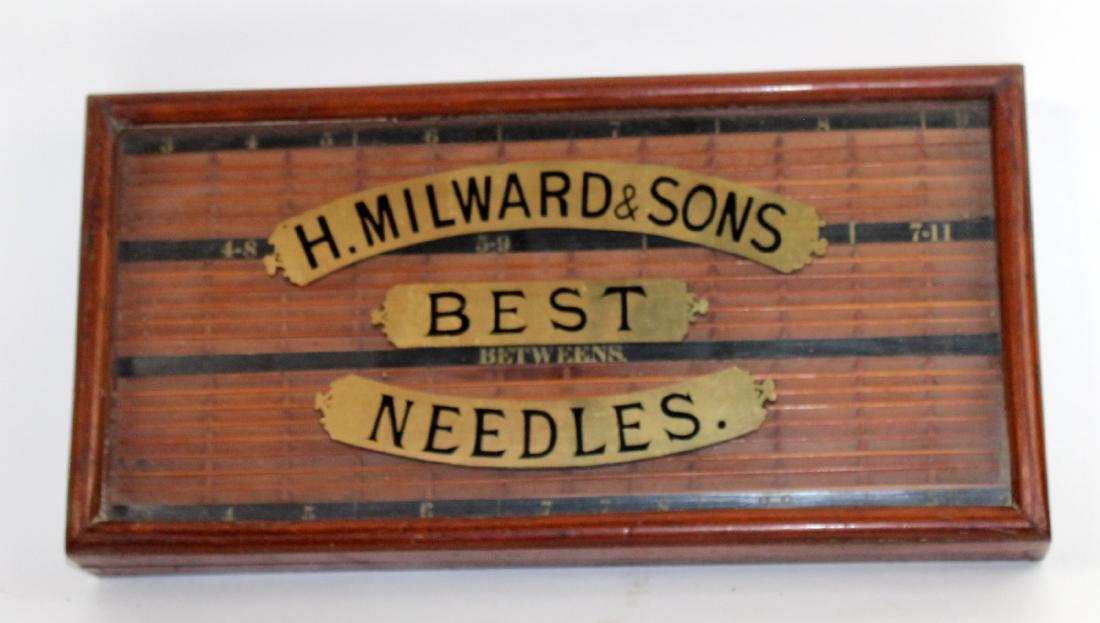 3 4 5 6 7 8 9
H. MILWARD & SONS
4-8 5-9 7-11
BEST
BETWEENS.
NEEDLES.
4 5 6 7 7 8